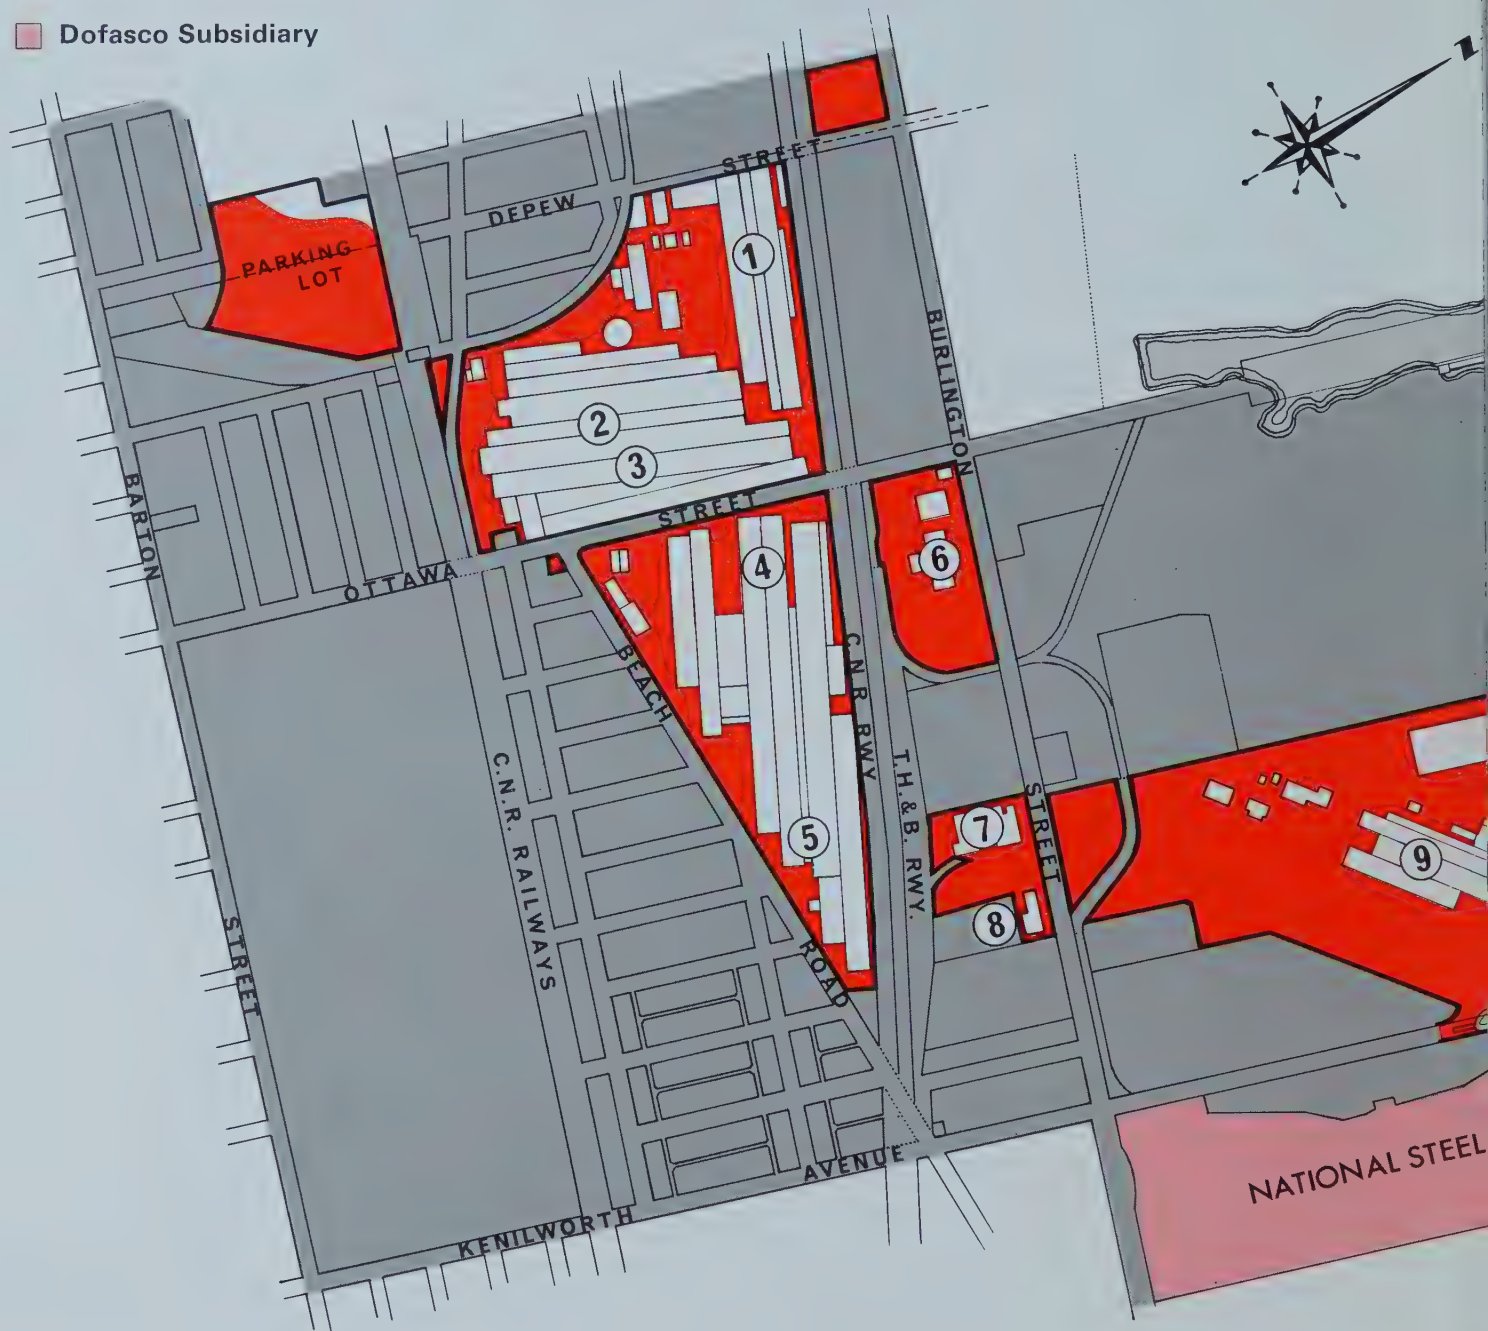 Dofasco Subsidiary
N
STREET
DEPEW
PARKING
LOT
1
BURLINGTON
2
3
STREET
BARTON
OTTAWA
4
6
BEACH
C.N.R. RWY
C.N.R. RAILWAYS
T.H.&B. RWY.
STREET
5
7
9
8
STREET
ROAD
AVENUE
NATIONAL STEEL
KENILWORTH